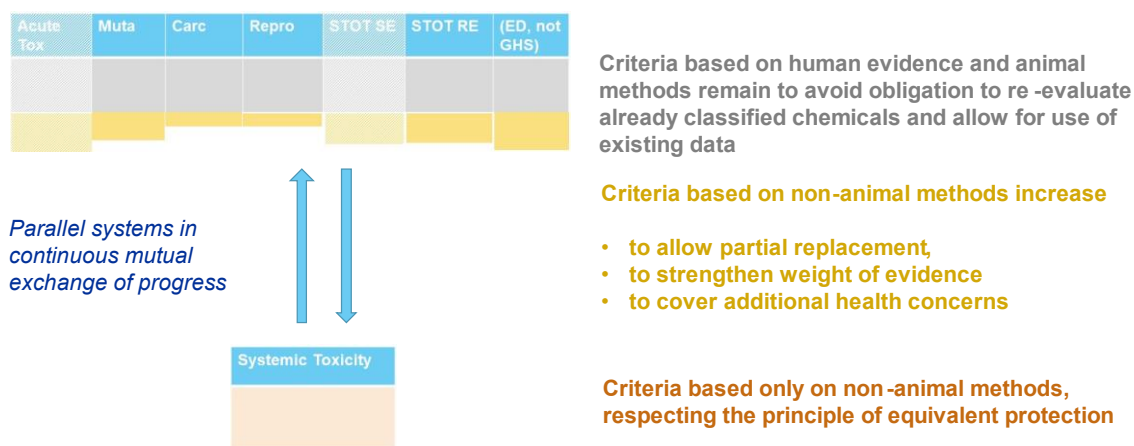 Acute Tox
Muta
Carc
Repro
STOT SE
STOT RE
(ED, not GHS)
Criteria based on human evidence and animal
methods remain to avoid obligation to re -evaluate
already classified chemicals and allow for use of
existing data
Criteria based on non-animal methods increase
• to allow partial replacement,
• to strengthen weight of evidence
• to cover additional health concerns
Parallel systems in
continuous mutual
exchange of progress
Systemic Toxicity
Criteria based only on non -animal methods,
respecting the principle of equivalent protection